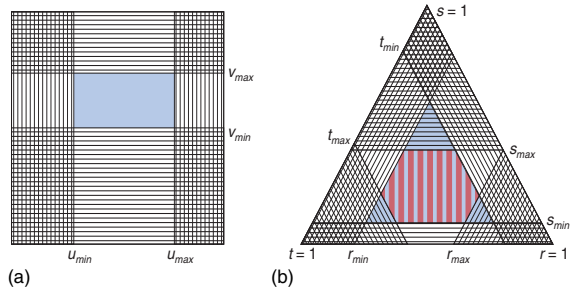 v_max
v_min
u_min
u_max
(a)
s = 1
t_min
t_max
s_max
s_min
t = 1
r_min
r_max
r = 1
(b)